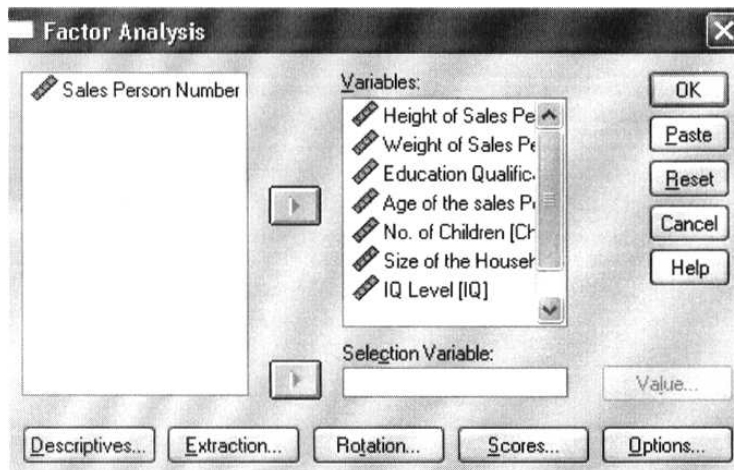 Factor Analysis
Sales Person Number
Variables:
Height of Sales Pe
Weight of Sales Pe
Education Qualific
Age of the sales P
No. of Children [Ch
Size of the Househ
IQ Level [IQ]
Selection Variable:
OK
Paste
Reset
Cancel
Help
Value...
Descriptives...
Extraction...
Rotation...
Scores...
Options...